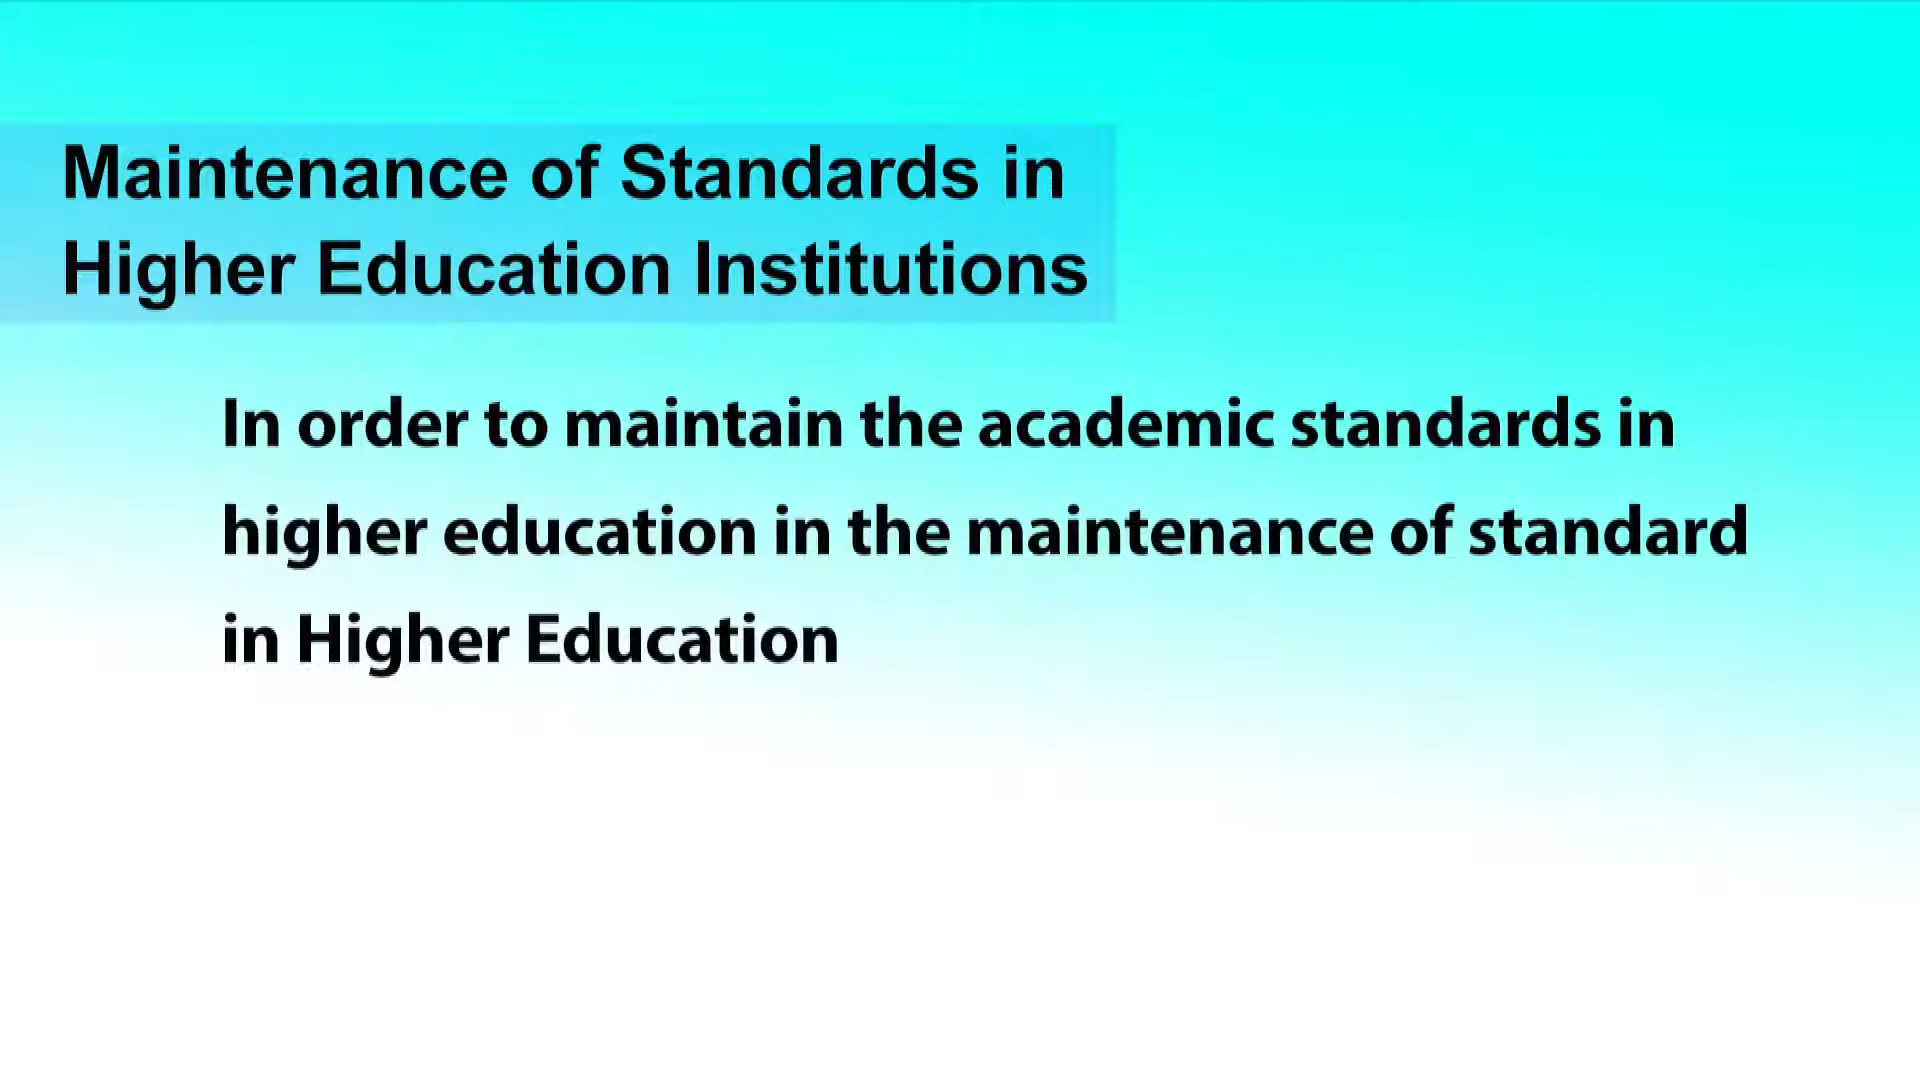 Maintenance of Standards in
Higher Education Institutions
In order to maintain the academic standards in
higher education in the maintenance of standard
in Higher Education